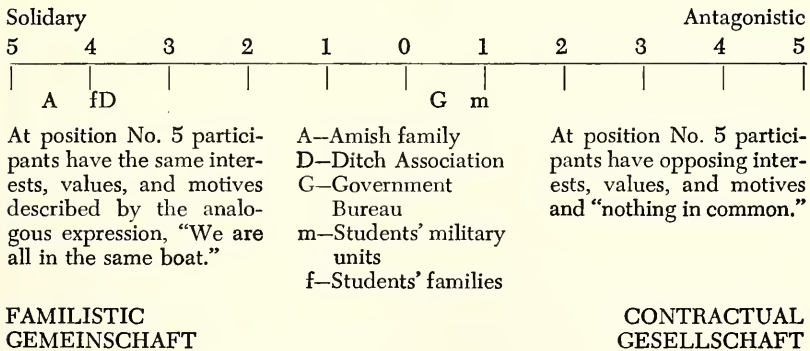 Solidary Antagonistic
5 4 3 2 1 0 1 2 3 4 5
A fD G m
At position No. 5 partici-
pants have the same inter-
ests, values, and motives
described by the analo-
gous expression, “We are
all in the same boat.”
A—Amish family
D—Ditch Association
G—Government
Bureau
m—Students’ military
units
f—Students’ families
At position No. 5 partici-
pants have opposing inter-
ests, values, and motives
and “nothing in common.”
FAMILISTIC
GEMEINSCHAFT
CONTRACTUAL
GESELLSCHAFT